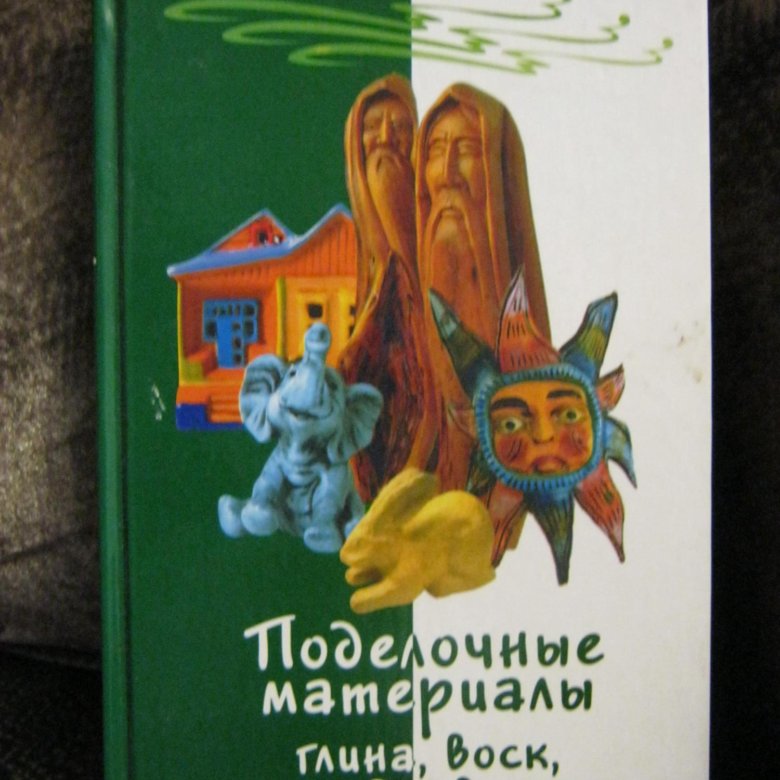 Поделочные
материалы
глина, воск,